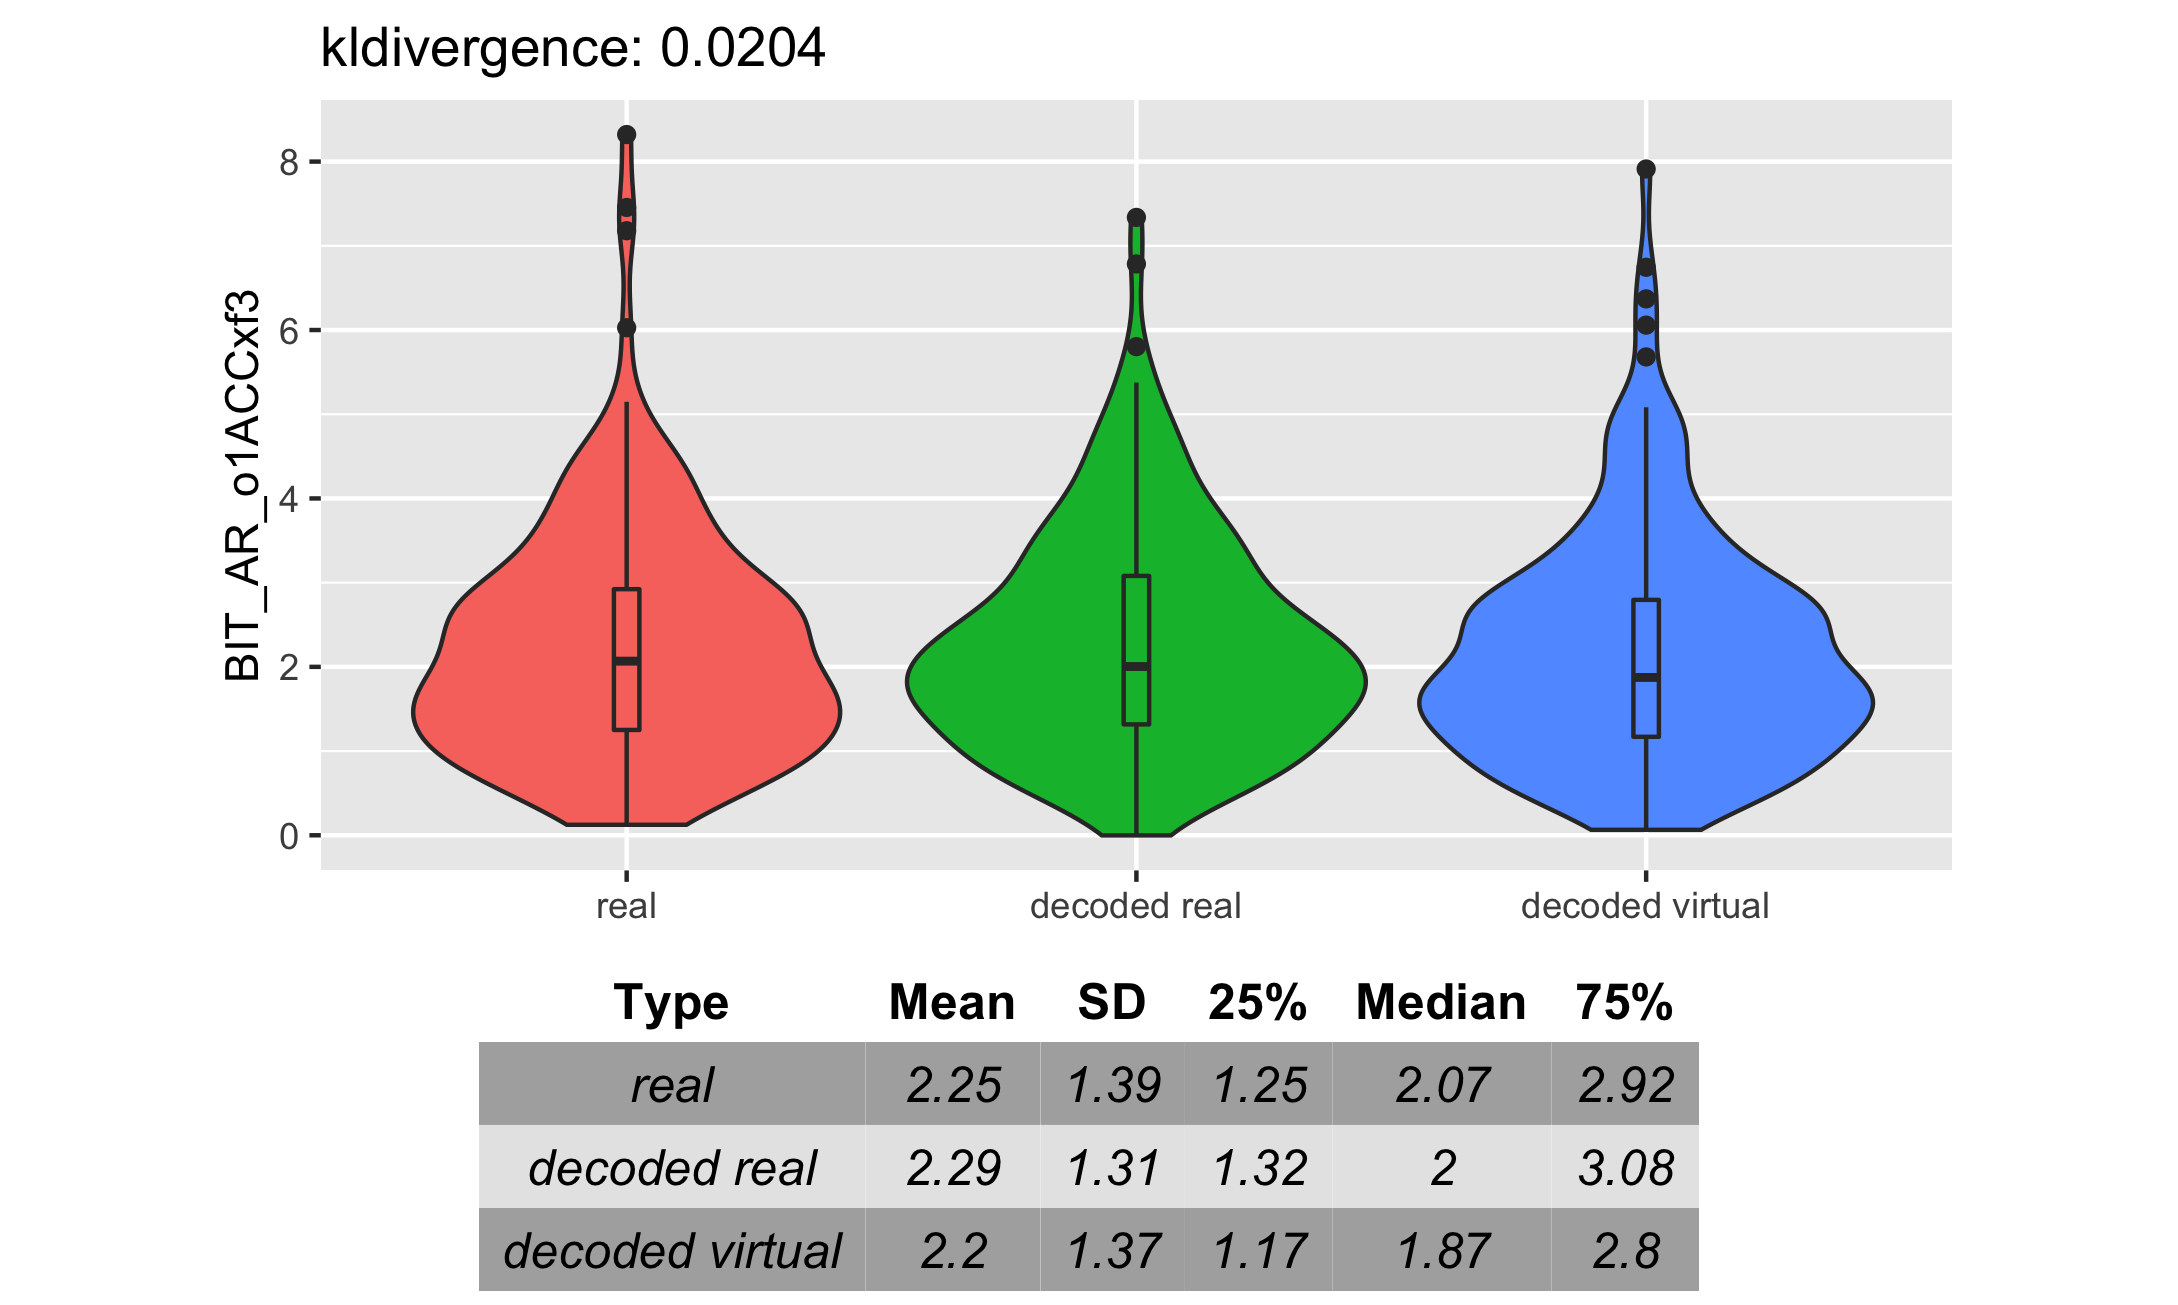 kldivergence: 0.0204
BIT_AR_o1ACCxf3
8
6
4
2
0
real decoded real decoded virtual
Type Mean SD 25% Median 75%
real 2.25 1.39 1.25 2.07 2.92
decoded real 2.29 1.31 1.32 2 3.08
decoded virtual 2.2 1.37 1.17 1.87 2.8